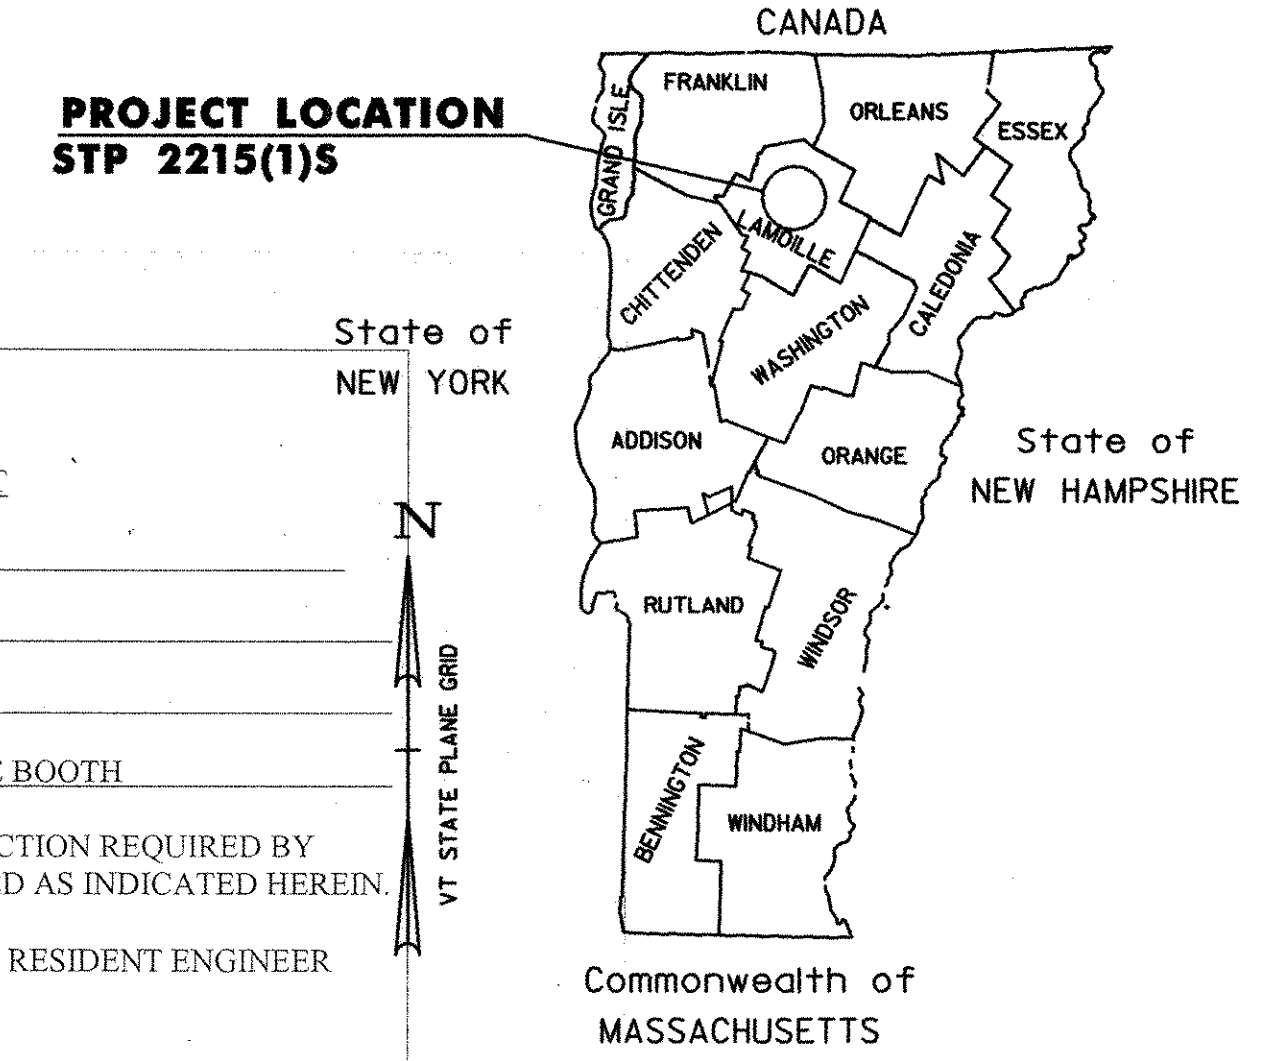 CANADA
PROJECT LOCATION
STP 2215(1)S
GRAND ISLE
FRANKLIN
ORLEANS
ESSEX
LAMOILLE
CHITTENDEN
CALEDONIA
WASHINGTON
State of
NEW YORK
ADDISON
ORANGE
State of
NEW HAMPSHIRE
N
RUTLAND
WINDSOR
VT STATE PLANE GRID
BENNINGTON
WINDHAM
BOOTH
CTION REQUIRED BY
D AS INDICATED HEREIN.
RESIDENT ENGINEER
Commonwealth of
MASSACHUSETTS